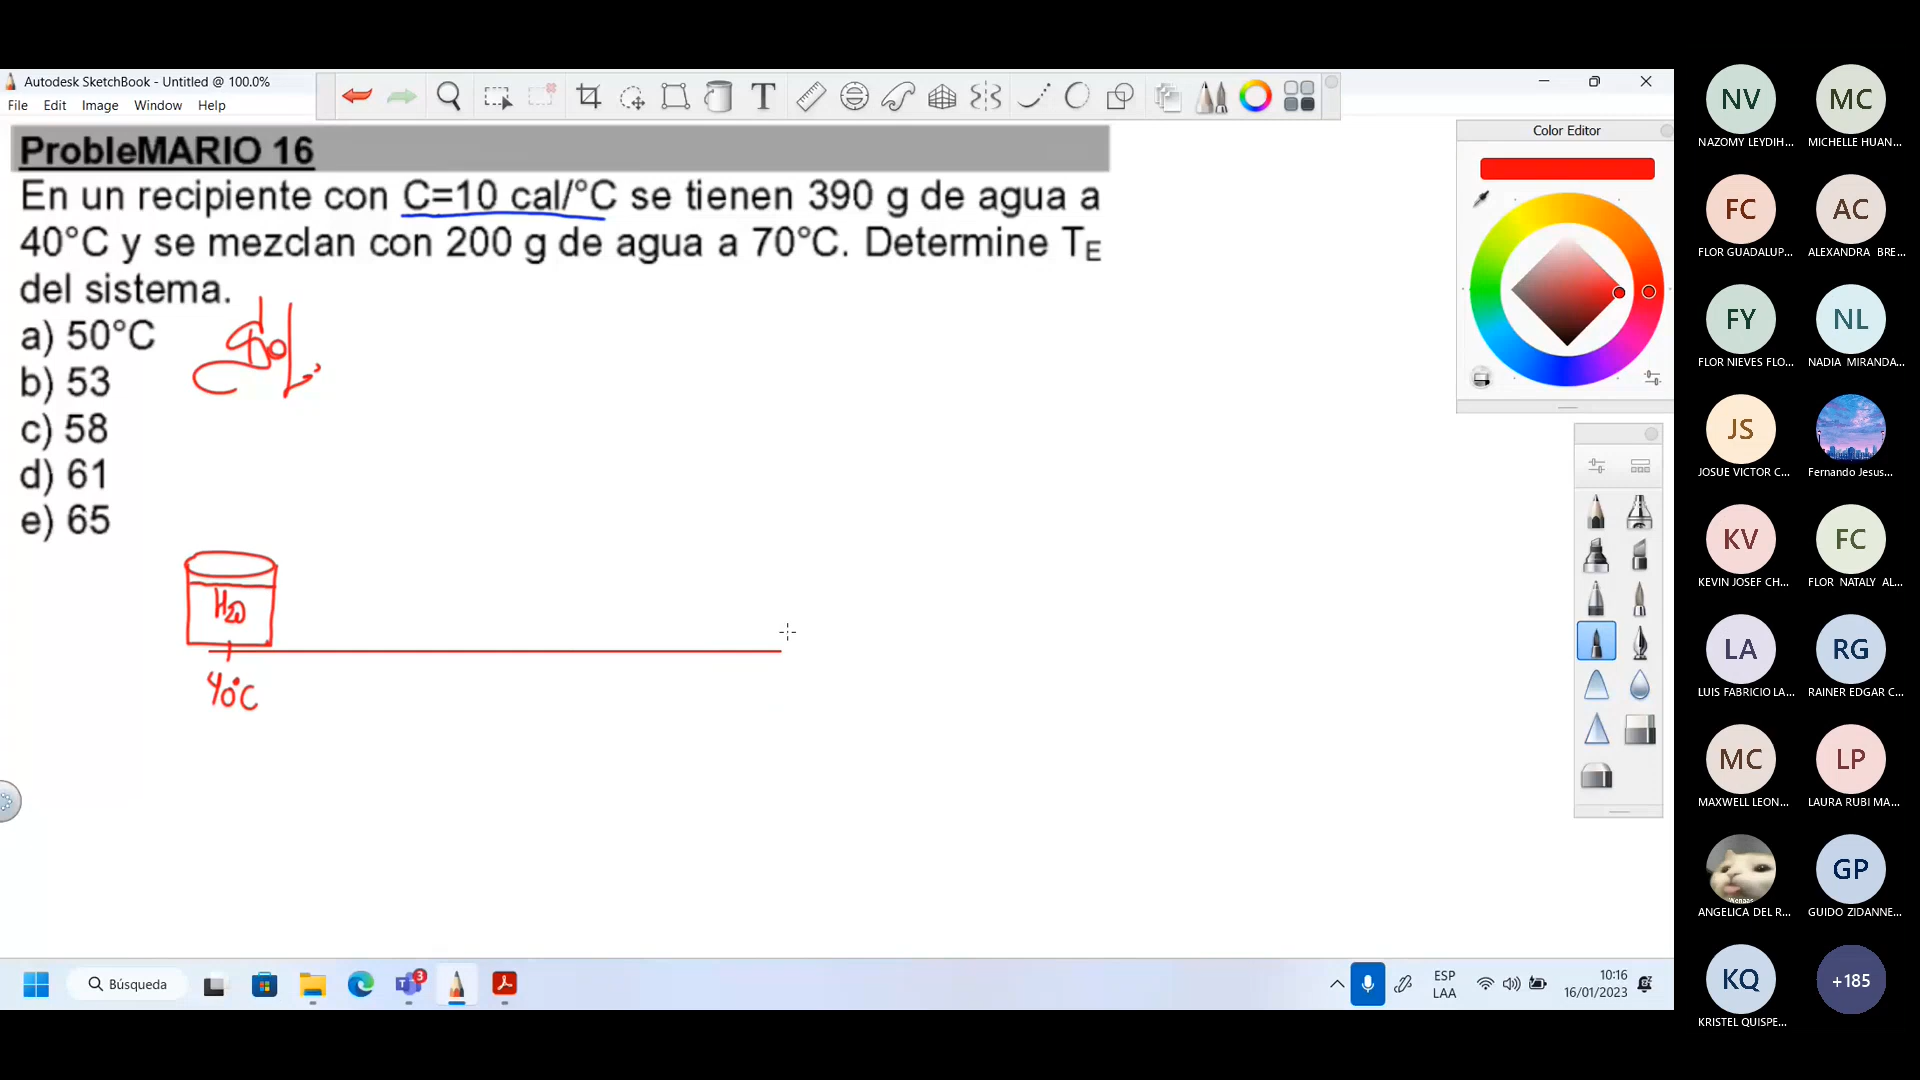 Autodesk SketchBook - Untitled @ 100.0%
File Edit Image Window Help
T
Color Editor
ProbleMARIO 16
En un recipiente con C=10 cal/°C se tienen 390 g de agua a
40°C y se mezclan con 200 g de agua a 70°C. Determine TE
del sistema.
a) 50°C
b) 53
c) 58
d) 61
e) 65
Sol.
H2O
40°C
NV
NAZOMY LEYDIH...
MC
MICHELLE HUAN...
FC
FLOR GUADALUP...
AC
ALEXANDRA BRE...
FY
FLOR NIEVES FLO...
NL
NADIA MIRANDA...
JS
JOSUE VICTOR C...
Fernando Jesus...
KV
KEVIN JOSEF CH...
FC
FLOR NATALY AL...
LA
LUIS FABRICIO LA...
RG
RAINER EDGAR C...
MC
MAXWELL LEON...
LP
LAURA RUBI MA...
ANGELICA DEL R...
GP
GUIDO ZIDANNE...
KQ
KRISTEL QUISPE...
+185
Búsqueda
3
ESP
LAA
10:16
16/01/2023